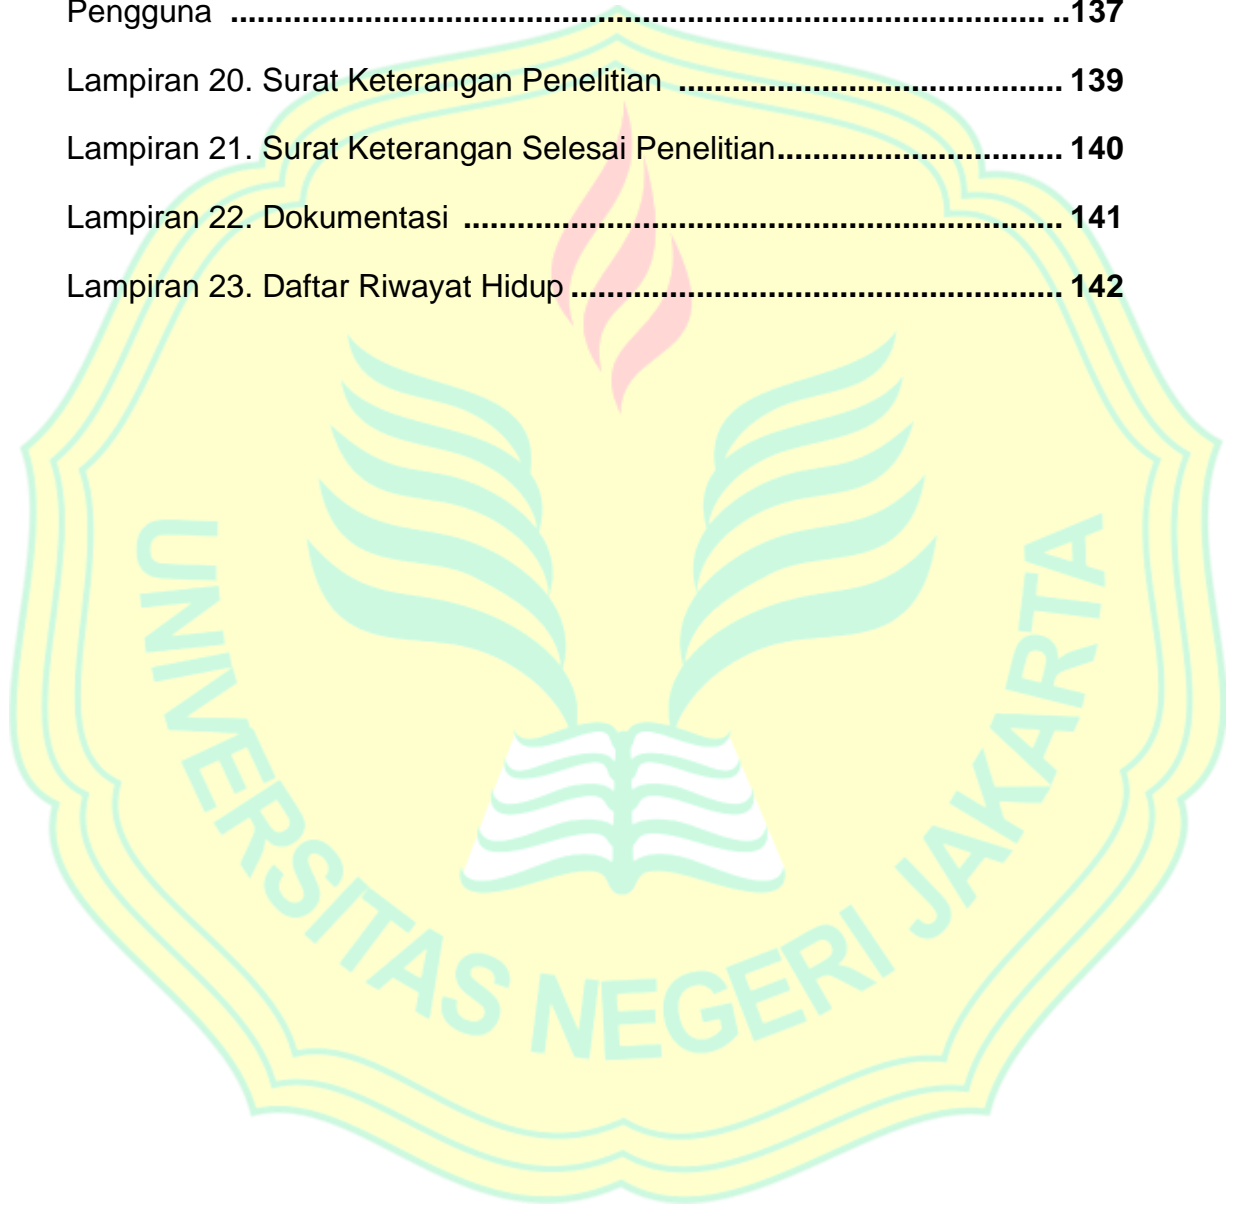 Pengguna ........................................................................................... ..137
Lampiran 20. Surat Keterangan Penelitian ........................................... 139
Lampiran 21. Surat Keterangan Selesai Penelitian................................ 140
Lampiran 22. Dokumentasi ................................................................... 141
Lampiran 23. Daftar Riwayat Hidup....................................................... 142
UNIVERSITAS NEGERI JAKARTA